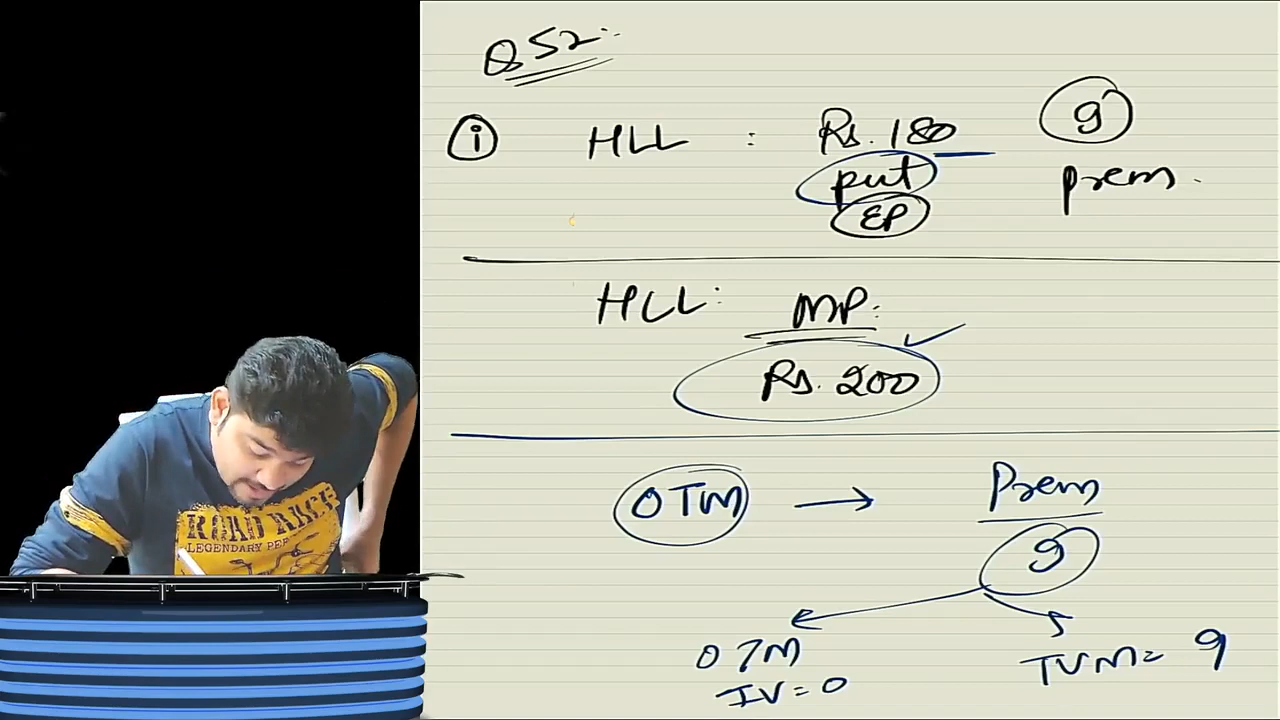 Q52:
(i) HLL : Rs. 180 9
put prem.
EP
HLL: MP:
Rs. 200
OTM → Prem
9
OTM TVM = 9
IV = 0
ROAD RACE
LEGENDARY PER